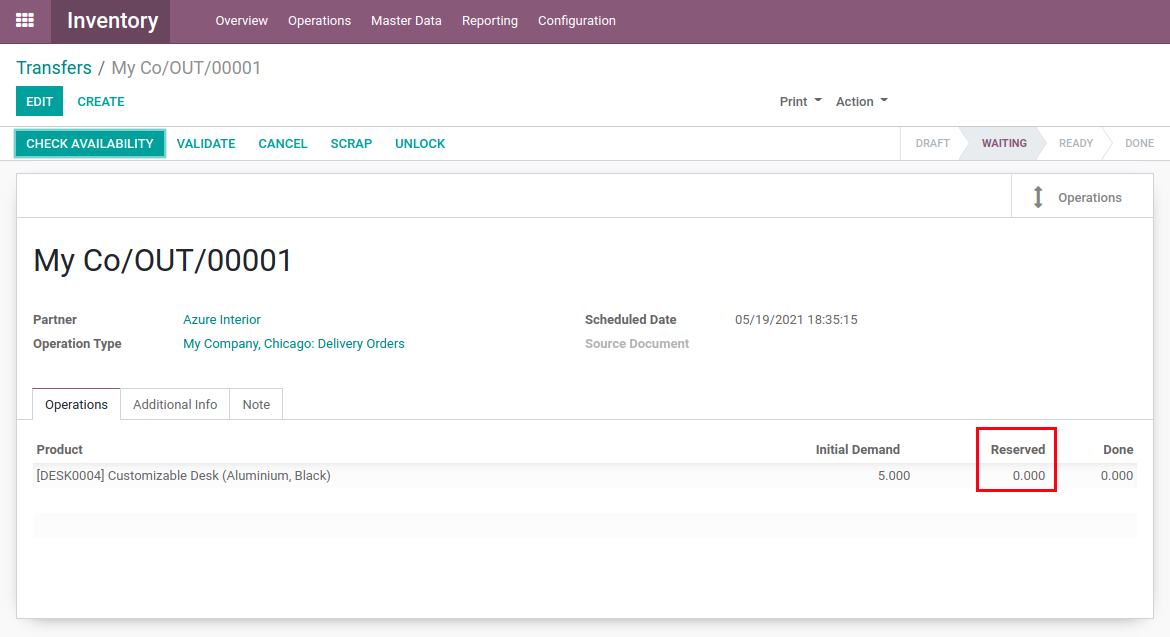 Inventory Overview Operations Master Data Reporting Configuration
Transfers / My Co/OUT/00001
EDIT CREATE Print Action
CHECK AVAILABILITY VALIDATE CANCEL SCRAP UNLOCK DRAFT WAITING READY DONE
Operations
My Co/OUT/00001
Partner Azure Interior Scheduled Date 05/19/2021 18:35:15
Operation Type My Company, Chicago: Delivery Orders Source Document
Operations Additional Info Note
Product Initial Demand Reserved Done
[DESK0004] Customizable Desk (Aluminium, Black) 5.000 0.000 0.000